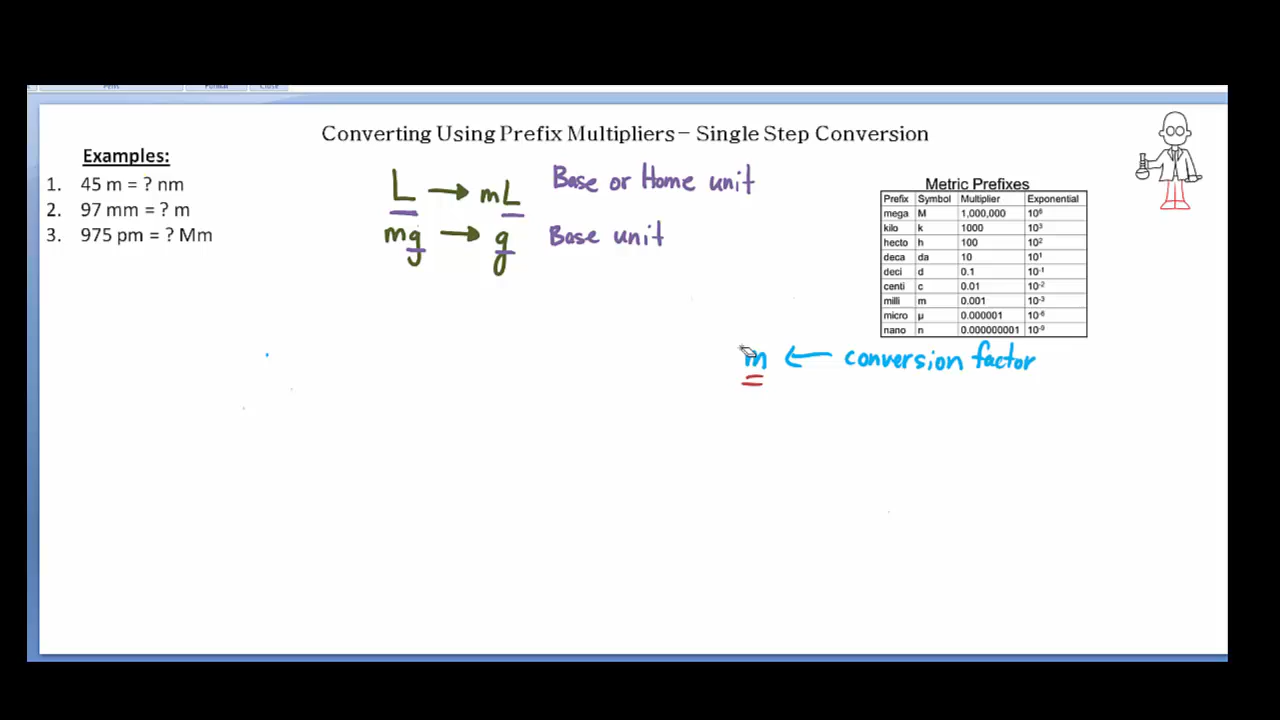 Pens Format Close
Converting Using Prefix Multipliers – Single Step Conversion
Examples:
1. 45 m = ? nm
2. 97 mm = ? m
3. 975 pm = ? Mm
L → mL Base or Home unit
mg → g Base unit
Metric Prefixes
Prefix Symbol Multiplier Exponential
mega M 1,000,000 10⁶
kilo k 1000 10³
hecto h 100 10²
deca da 10 10¹
deci d 0.1 10⁻¹
centi c 0.01 10⁻²
milli m 0.001 10⁻³
micro µ 0.000001 10⁻⁶
nano n 0.000000001 10⁻⁹
m ← conversion factor